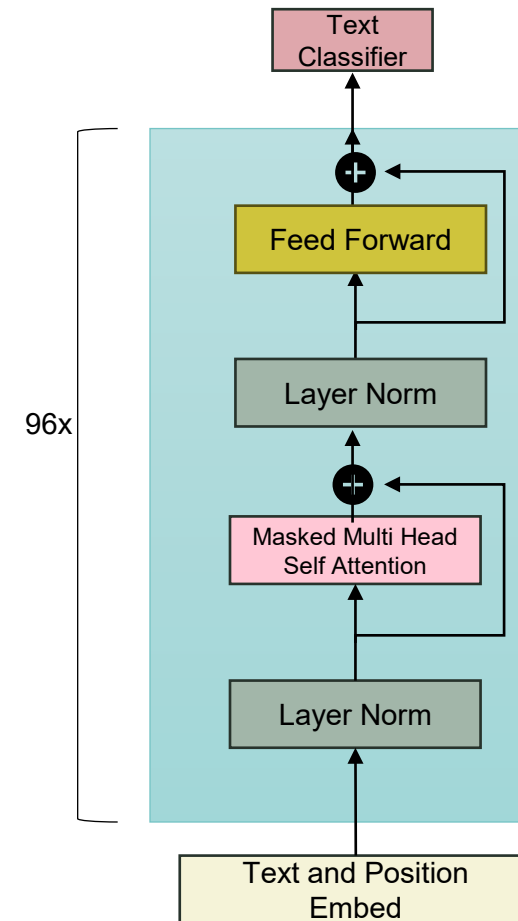 Text
Classifier
Feed Forward
Layer Norm
96x
Masked Multi Head
Self Attention
Layer Norm
Text and Position
Embed